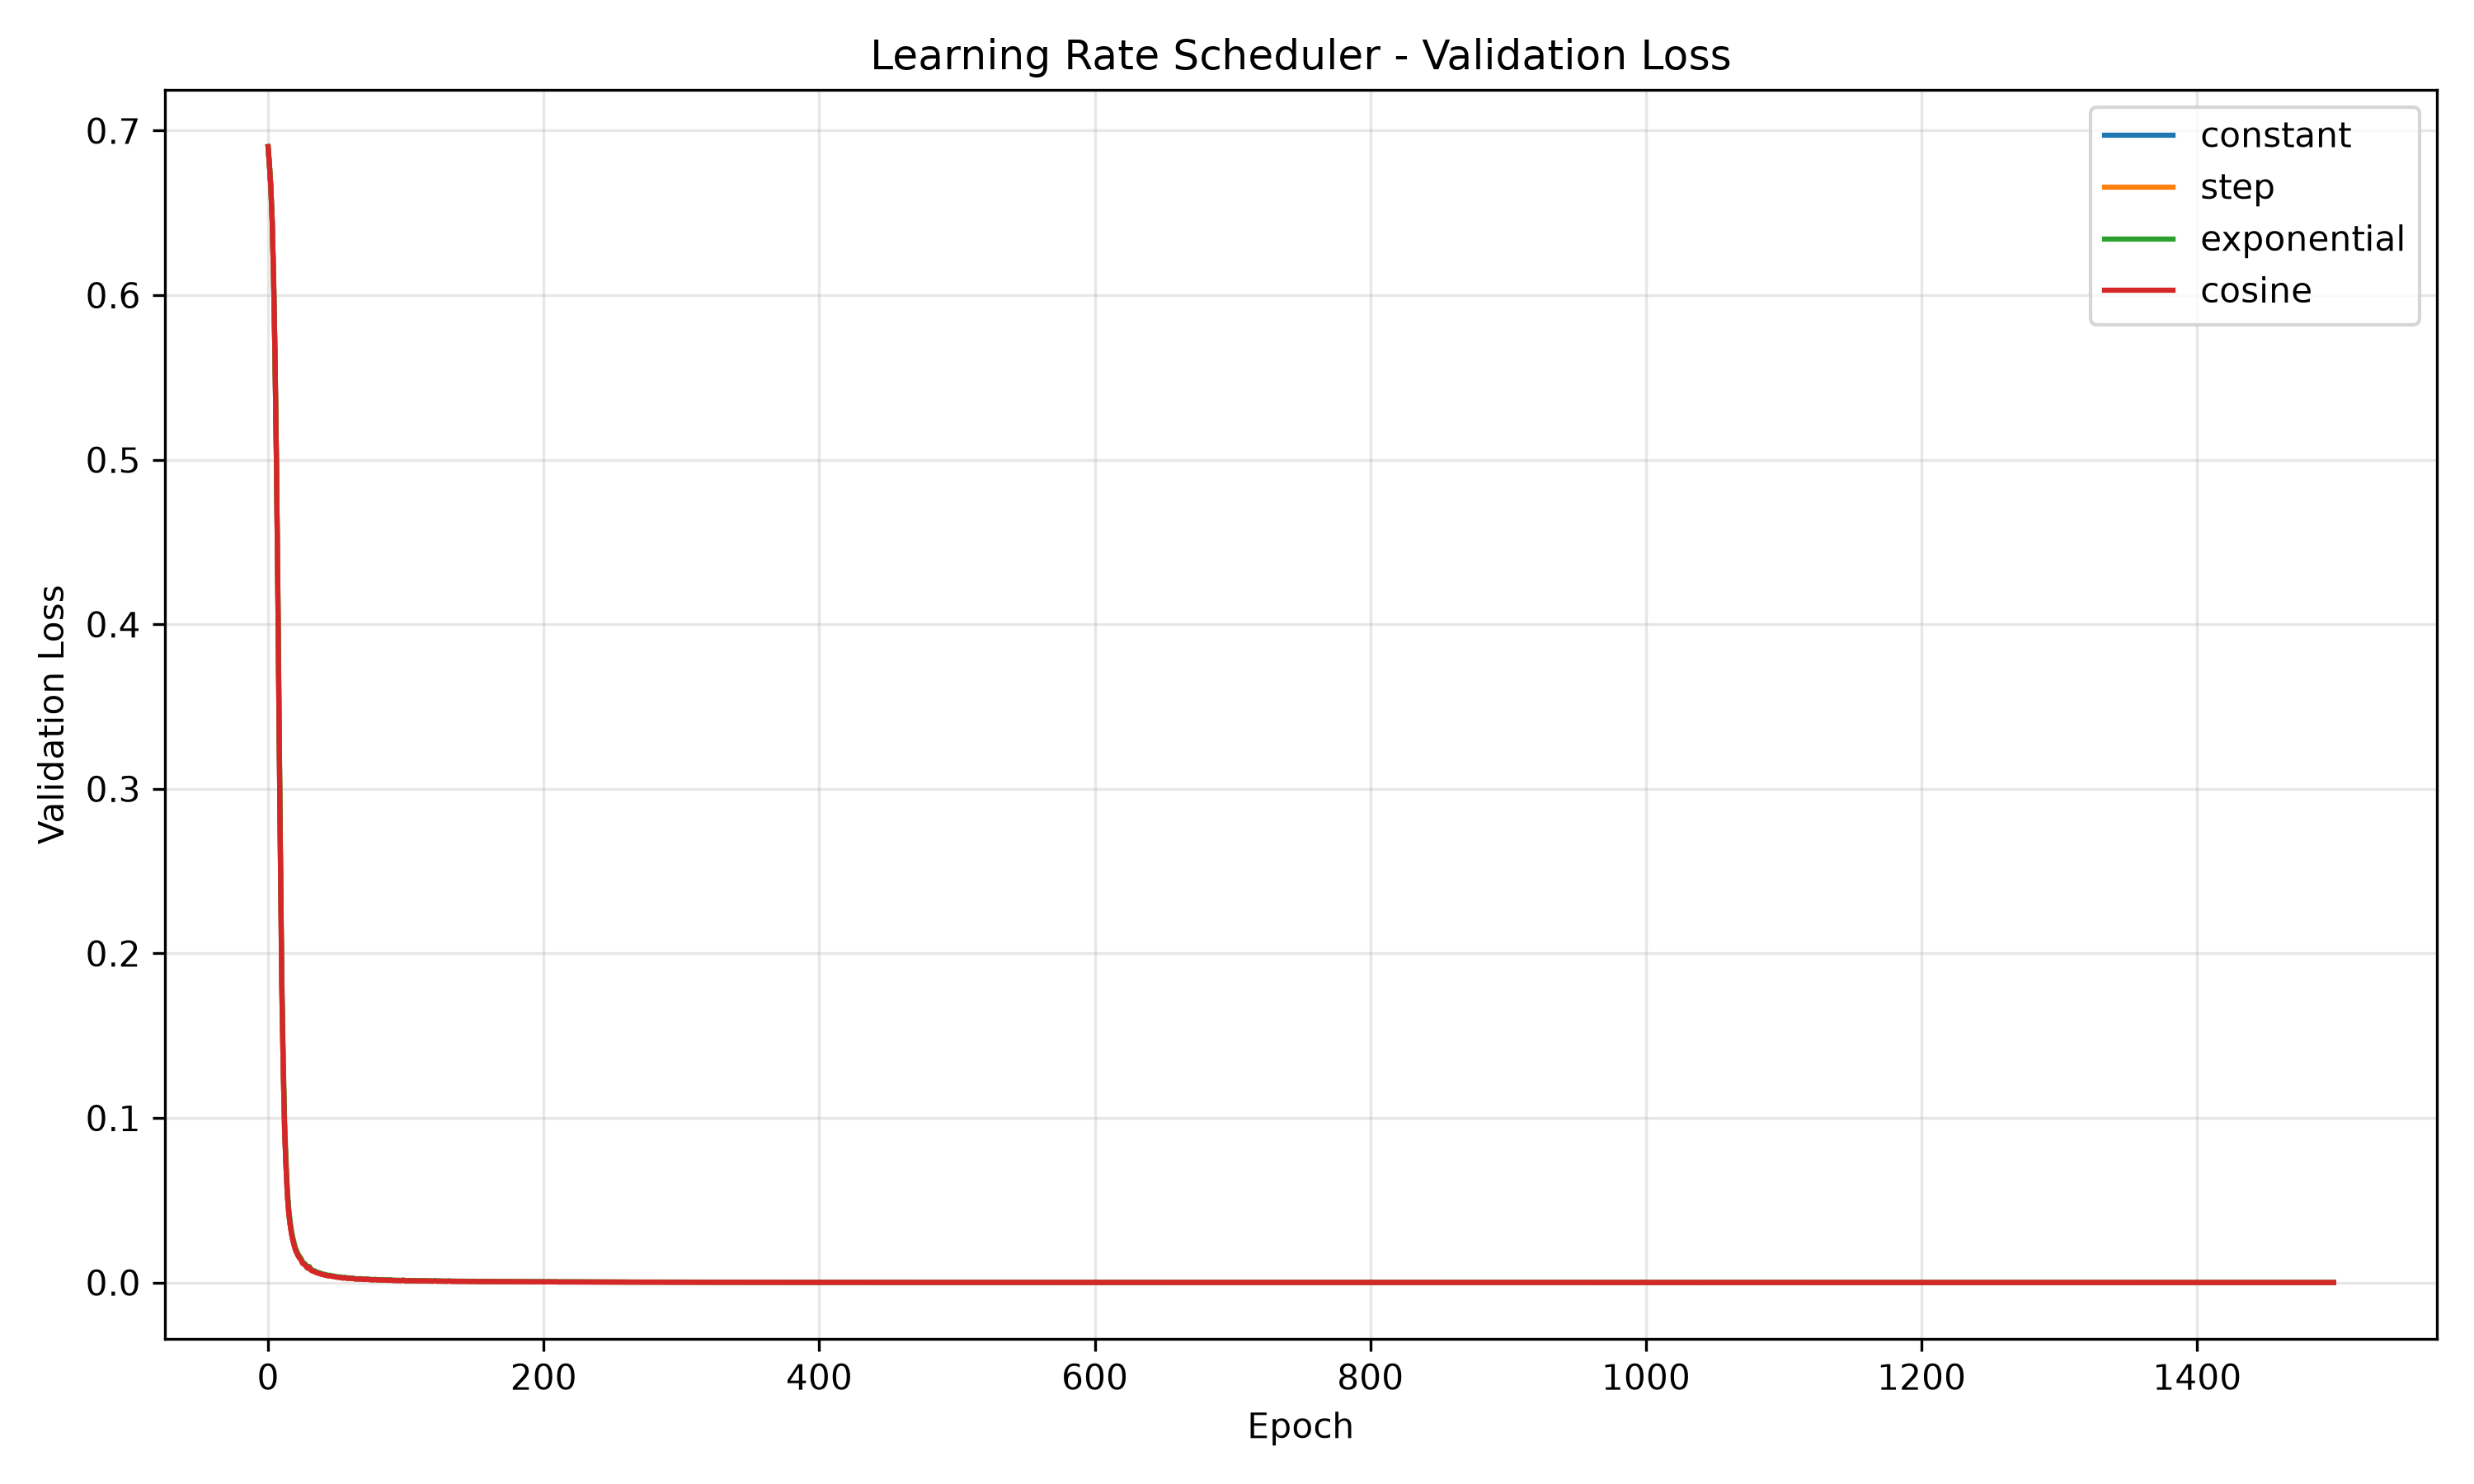 Learning Rate Scheduler - Validation Loss
constant
step
exponential
cosine
Validation Loss
0.7
0.6
0.5
0.4
0.3
0.2
0.1
0.0
0 200 400 600 800 1000 1200 1400
Epoch